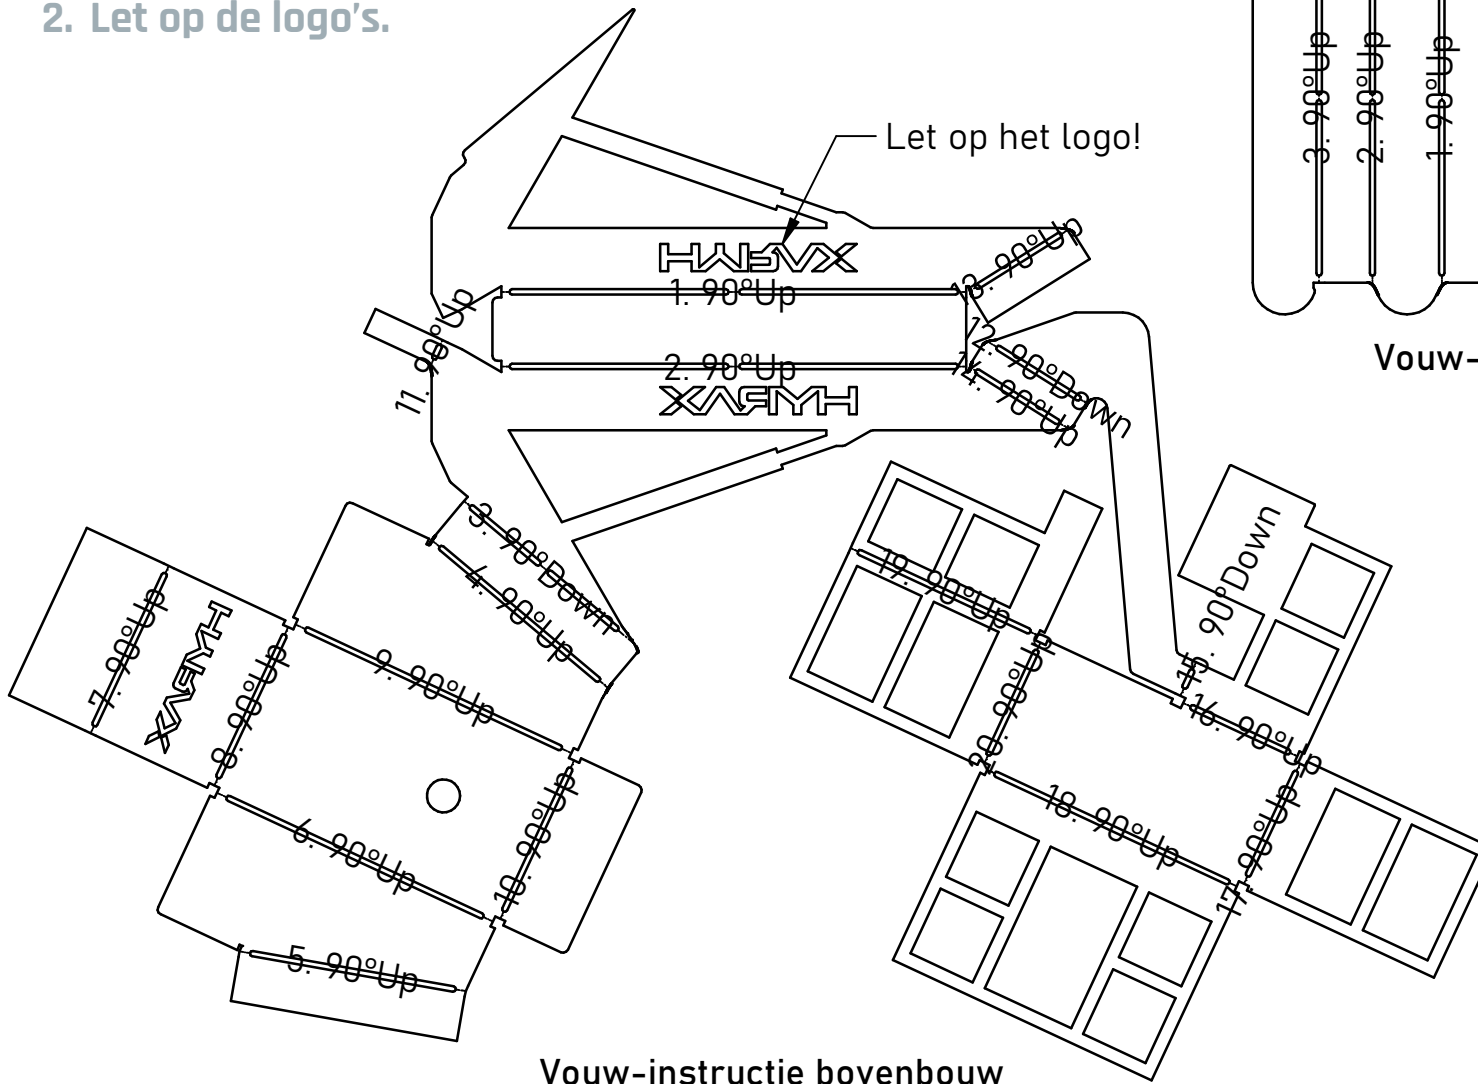 2. Let op de logo's.
3. 90°Up
2. 90°Up
1. 90°Up
Let op het logo!
13. 90°Up
1. 90°Up
11. 90°Up
2. 90°Up
12. 90°Down
14. 90°Up
Vouw-
3. 90°Down
4. 90°Up
19. 90°Up
15. 90°Down
7. 90°Up
8. 90°Up
9. 90°Up
20. 90°Up
16. 90°Up
6. 90°Up
10. 90°Up
18. 90°Up
17. 90°Up
5. 90°Up
Vouw-instructie bovenbouw